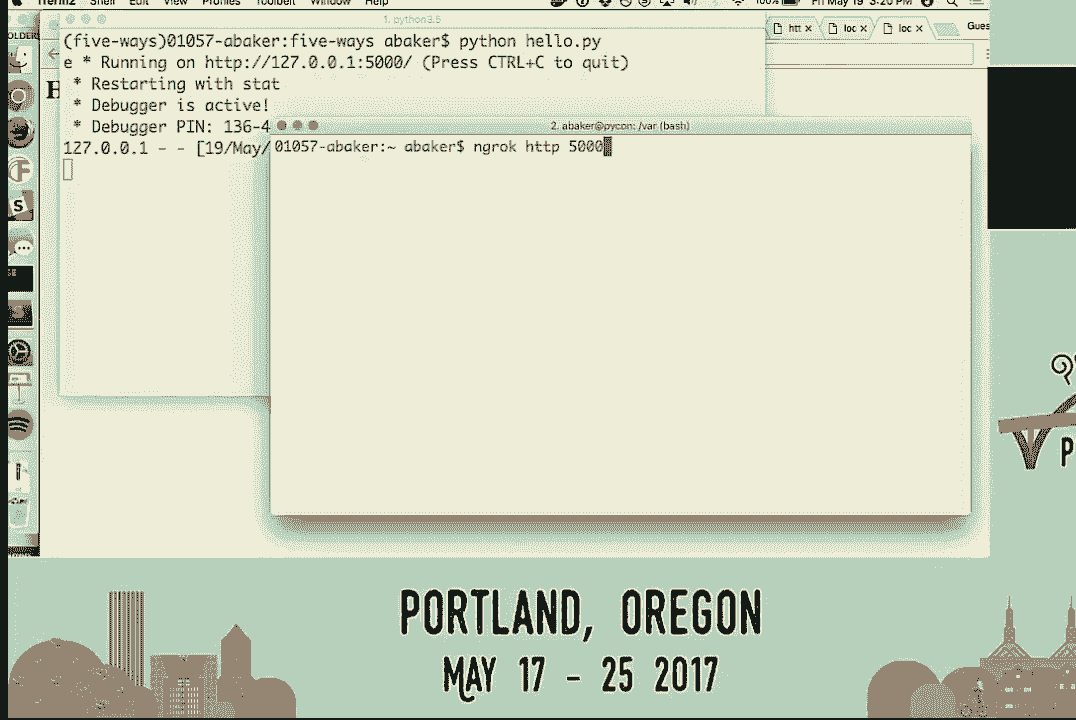 iTerm2 Shell Edit View Profiles Toolbelt Window Help 100% Fri May 19 3:20 PM
1. python3.5
htt × loc × loc × Gues
(five-ways)01057-abaker:five-ways abaker$ python hello.py
e * Running on http://127.0.0.1:5000/ (Press CTRL+C to quit)
* Restarting with stat
* Debugger is active!
* Debugger PIN: 136-4
127.0.0.1 - - [19/May/
H
2. abaker@pycon: /var (bash)
01057-abaker:~ abaker$ ngrok http 5000
P
PORTLAND, OREGON
MAY 17 - 25 2017